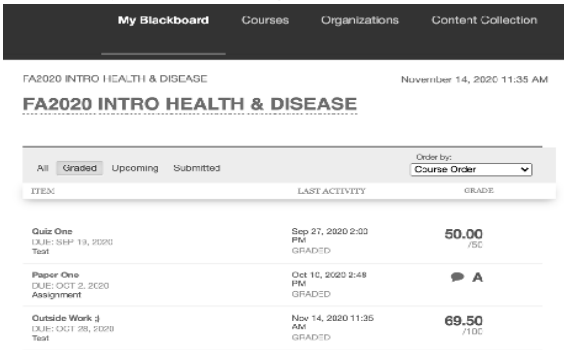 My Blackboard Courses Organizations Content Collection
FA2020 INTRO HEALTH & DISEASE November 14, 2020 11:35 AM
FA2020 INTRO HEALTH & DISEASE
Order by:
All Graded Upcoming Submitted Course Order
ITEM LAST ACTIVITY GRADE
Quiz One Sep 27, 2020 2:03 50.00
DUE: SEP 13, 2020 PM /50
Test GRADED
Paper One Oct 10, 2020 2:48 A
DUE: OCT 2, 2020 PM
Assignment GRADED
Outside Work ;) Nov 14, 2020 11:35 69.50
DUE: OCT 28, 2020 AM /100
Test GRADED